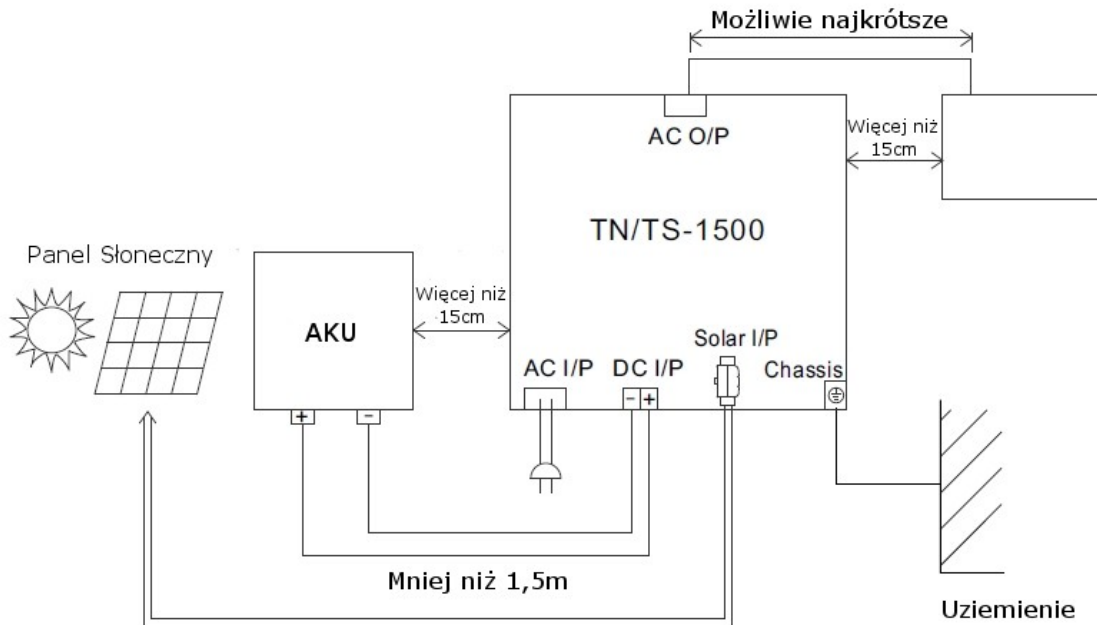 Możliwie najkrótsze
AC O/P
Więcej niż
15cm
TN/TS-1500
Panel Słoneczny
AKU
Więcej niż
15cm
Solar I/P
AC I/P
DC I/P
Chassis
- +
+ -
Mniej niż 1,5m
Uziemienie